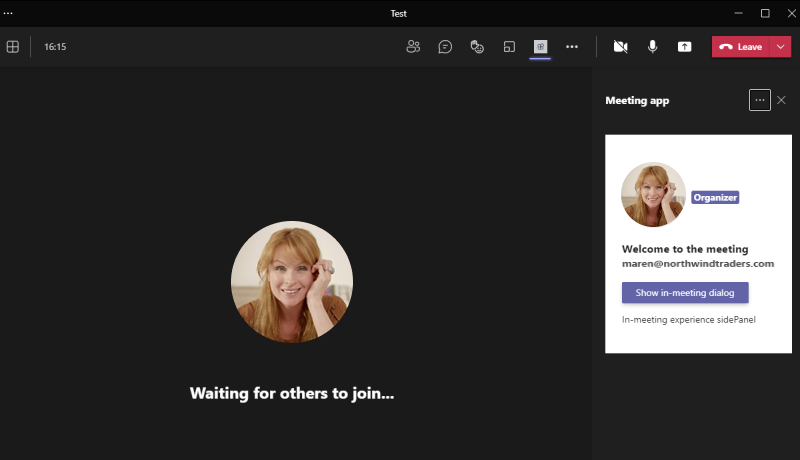 Test
16:15
Leave
Meeting app
Organizer
Welcome to the meeting
maren@northwindtraders.com
Show in-meeting dialog
In-meeting experience sidePanel
Waiting for others to join...